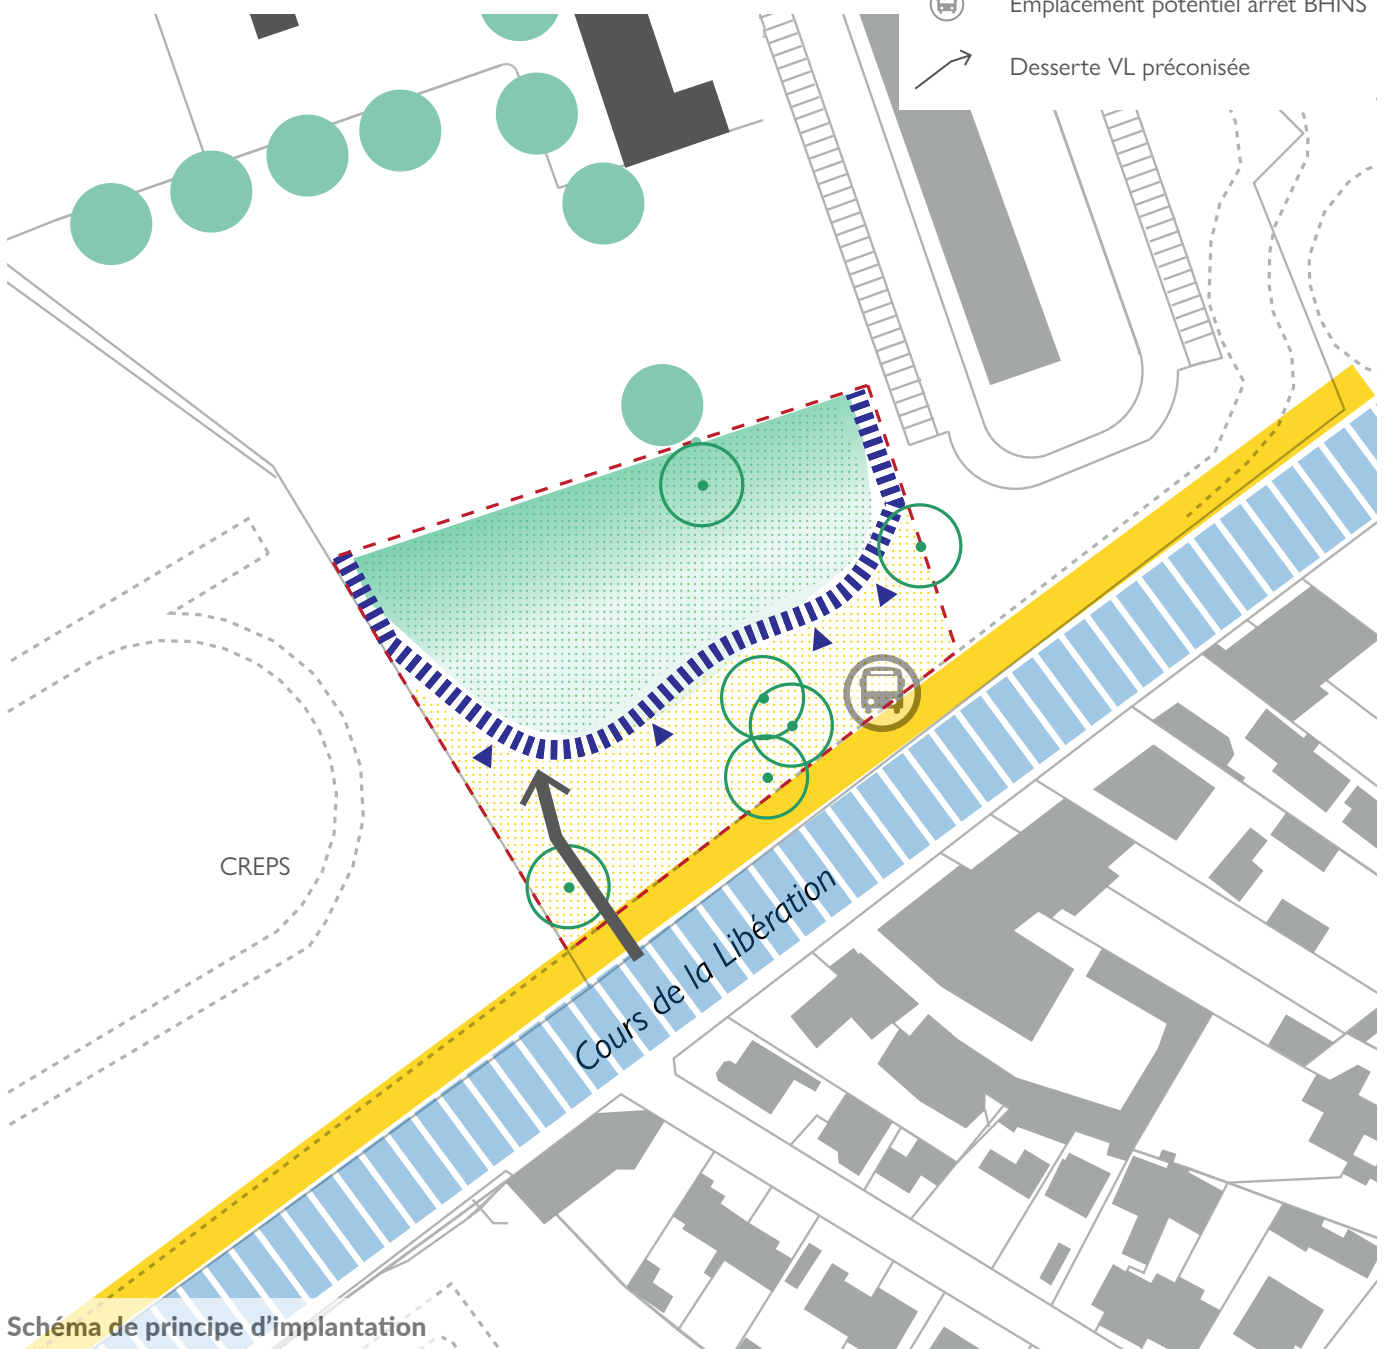 Emplacement potentiel arrêt BHNS
Desserte VL préconisée
CREPS
Cours de la Libération
Schéma de principe d’implantation